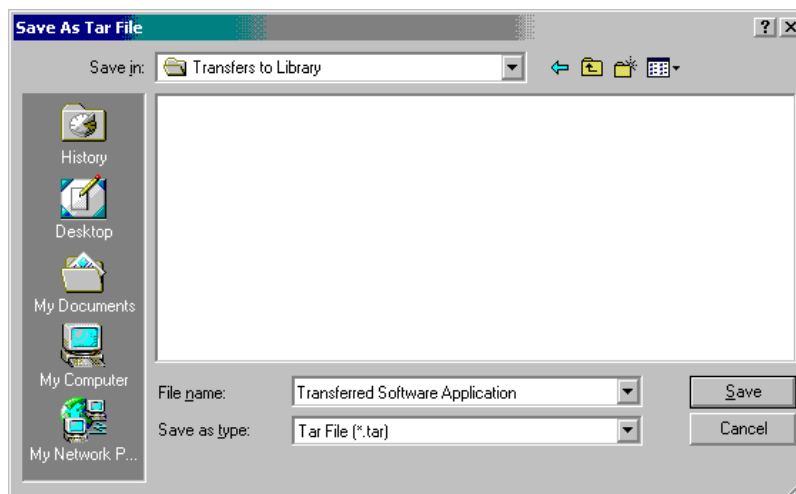 Save As Tar File
Save in: Transfers to Library
History
Desktop
My Documents
My Computer
My Network P...
File name: Transferred Software Application Save
Save as type: Tar File (*.tar) Cancel